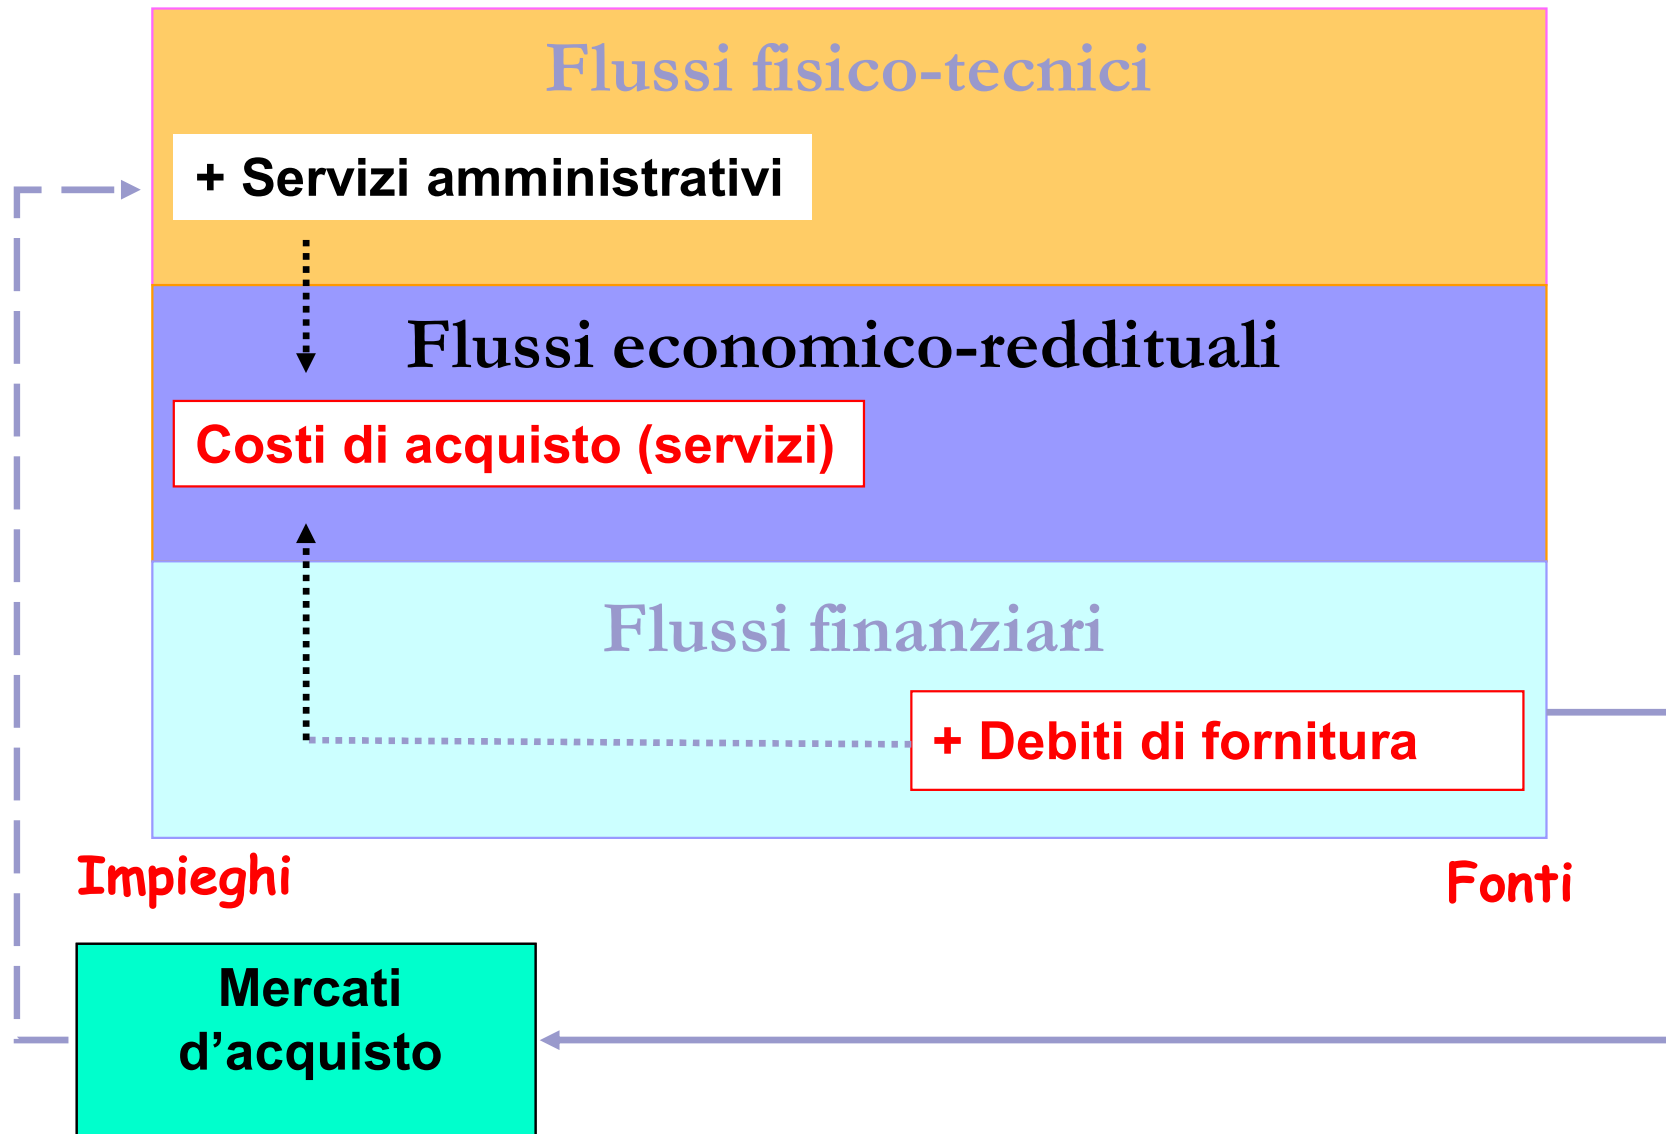 Flussi fisico-tecnici
+ Servizi amministrativi
Flussi economico-reddituali
Costi di acquisto (servizi)
Flussi finanziari
+ Debiti di fornitura
Impieghi
Fonti
Mercati
d’acquisto